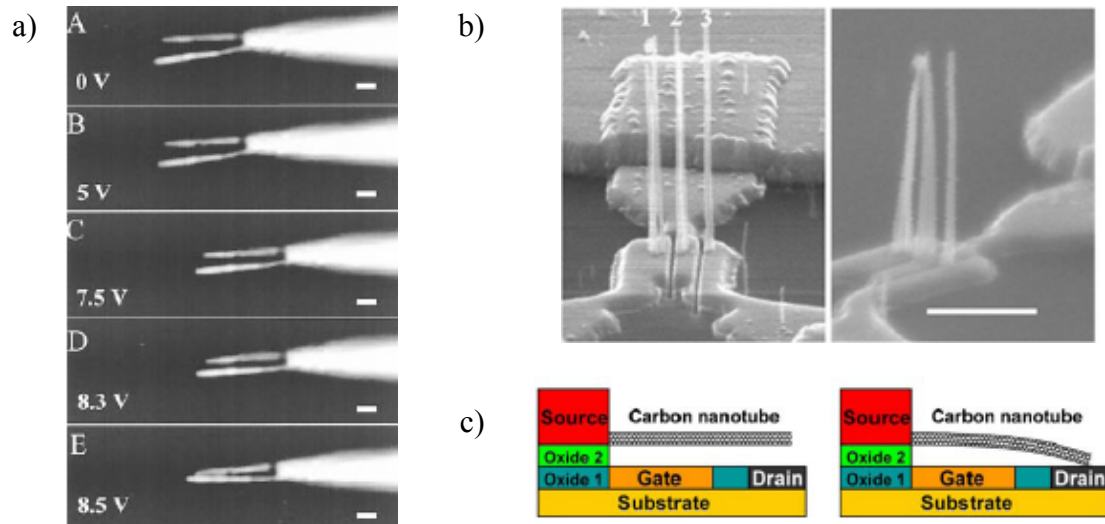 a)
A
0 V
B
5 V
C
7.5 V
D
8.3 V
E
8.5 V
b)
1 2 3
c)
Source
Carbon nanotube
Oxide 2
Oxide 1
Gate
Drain
Substrate
Source
Carbon nanotube
Oxide 2
Oxide 1
Gate
Drain
Substrate